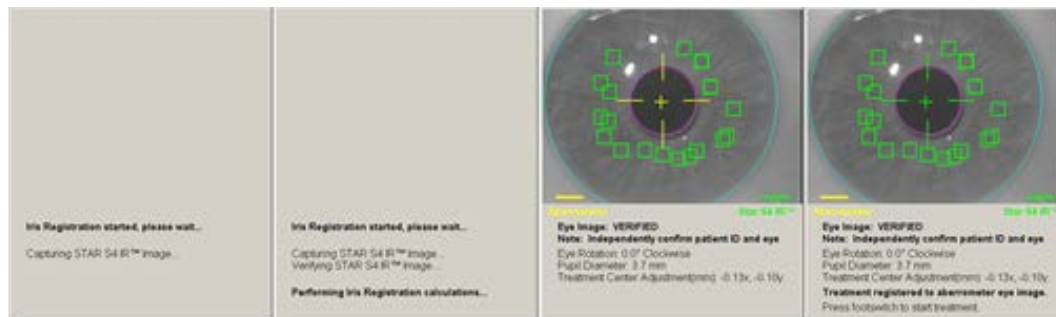 Iris Registration started, please wait...
Capturing STAR S4 IR™ Image...
Iris Registration started, please wait...
Capturing STAR S4 IR™ Image...
Verifying STAR S4 IR™ Image...
Performing Iris Registration calculations...
Aberrometer Star S4 IR™
Eye Image: VERIFIED
Note: Independently confirm patient ID and eye
Eye Rotation: 0.0° Clockwise
Pupil Diameter: 3.7 mm
Treatment Center Adjustment(mm): -0.13x, -0.10y
Aberrometer Star S4 IR™
Eye Image: VERIFIED
Note: Independently confirm patient ID and eye
Eye Rotation: 0.0° Clockwise
Pupil Diameter: 3.7 mm
Treatment Center Adjustment(mm): -0.13x, -0.10y
Treatment registered to aberrometer eye image.
Press footswitch to start treatment.